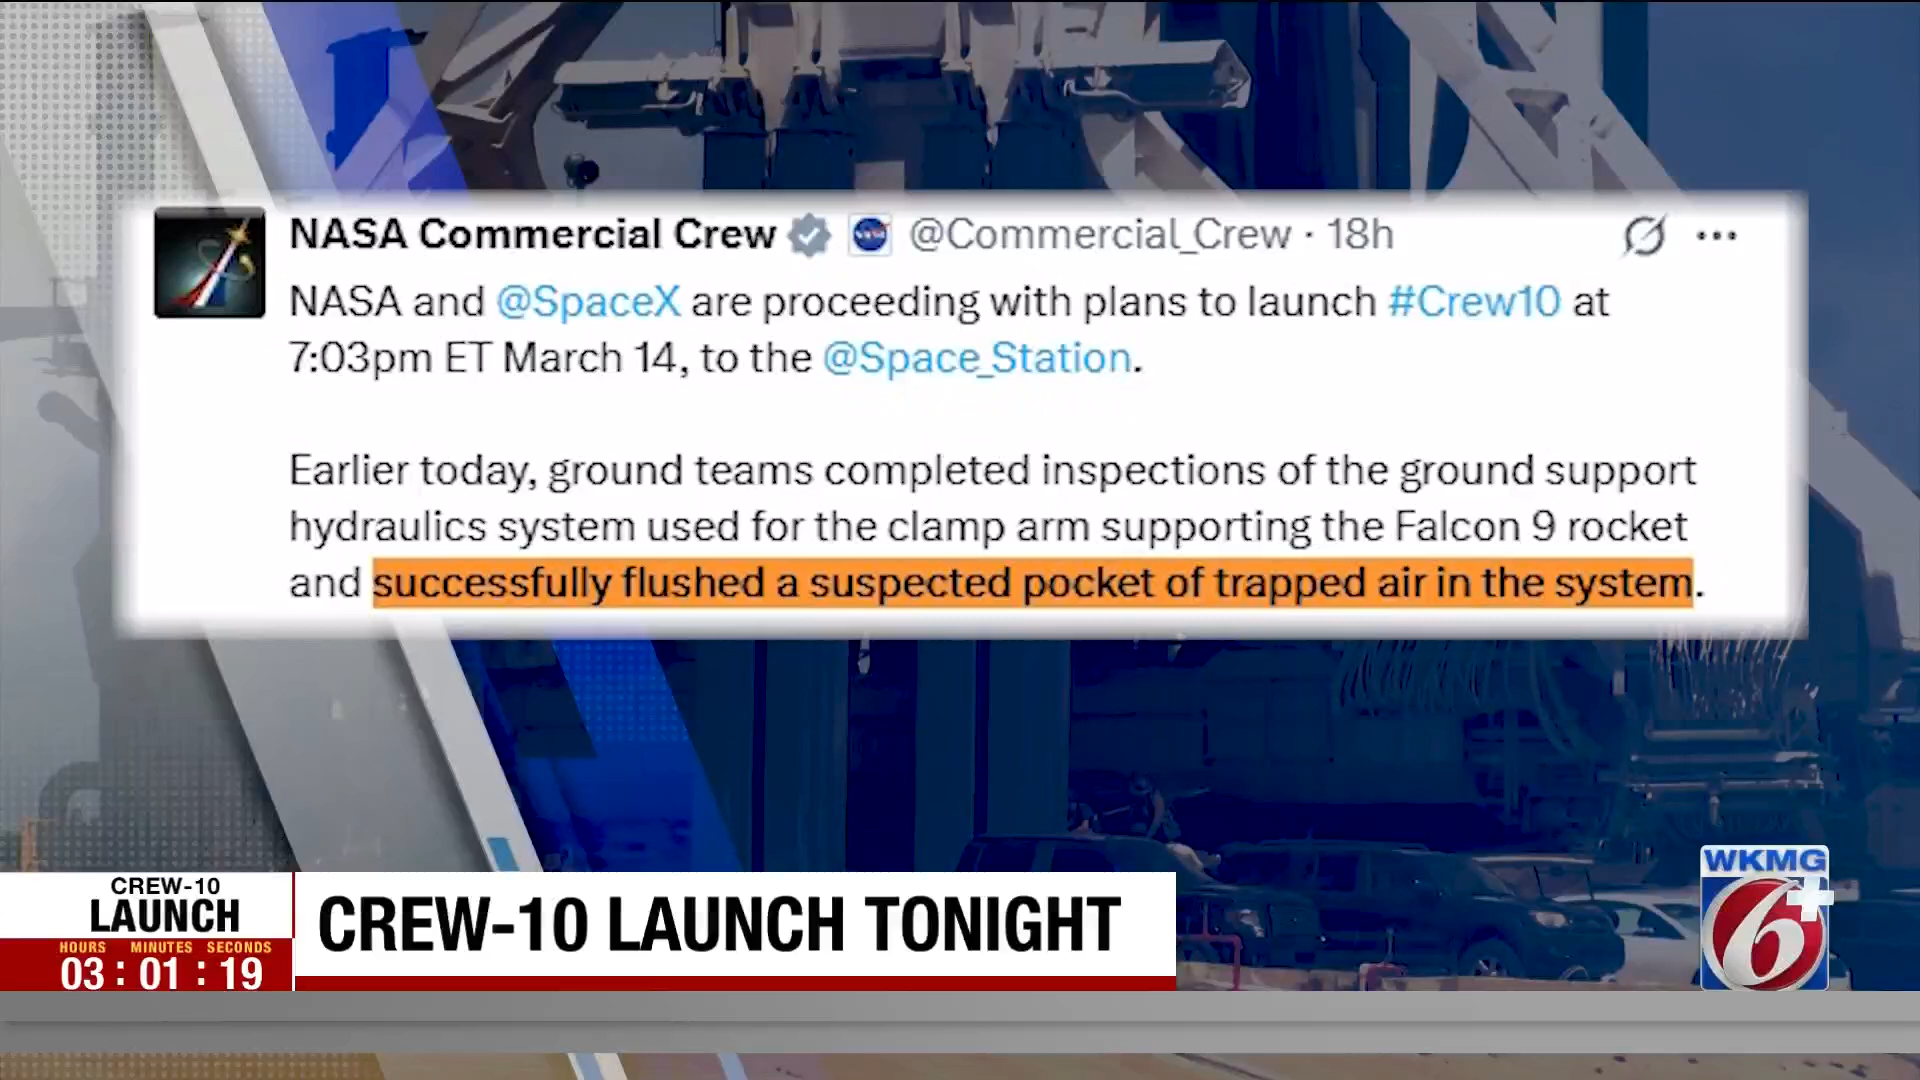 NASA Commercial Crew @Commercial_Crew · 18h
NASA and @SpaceX are proceeding with plans to launch #Crew10 at
7:03pm ET March 14, to the @Space_Station.
Earlier today, ground teams completed inspections of the ground support
hydraulics system used for the clamp arm supporting the Falcon 9 rocket
and successfully flushed a suspected pocket of trapped air in the system.
CREW-10
LAUNCH
HOURS MINUTES SECONDS
03 : 01 : 19
CREW-10 LAUNCH TONIGHT
WKMG
6+